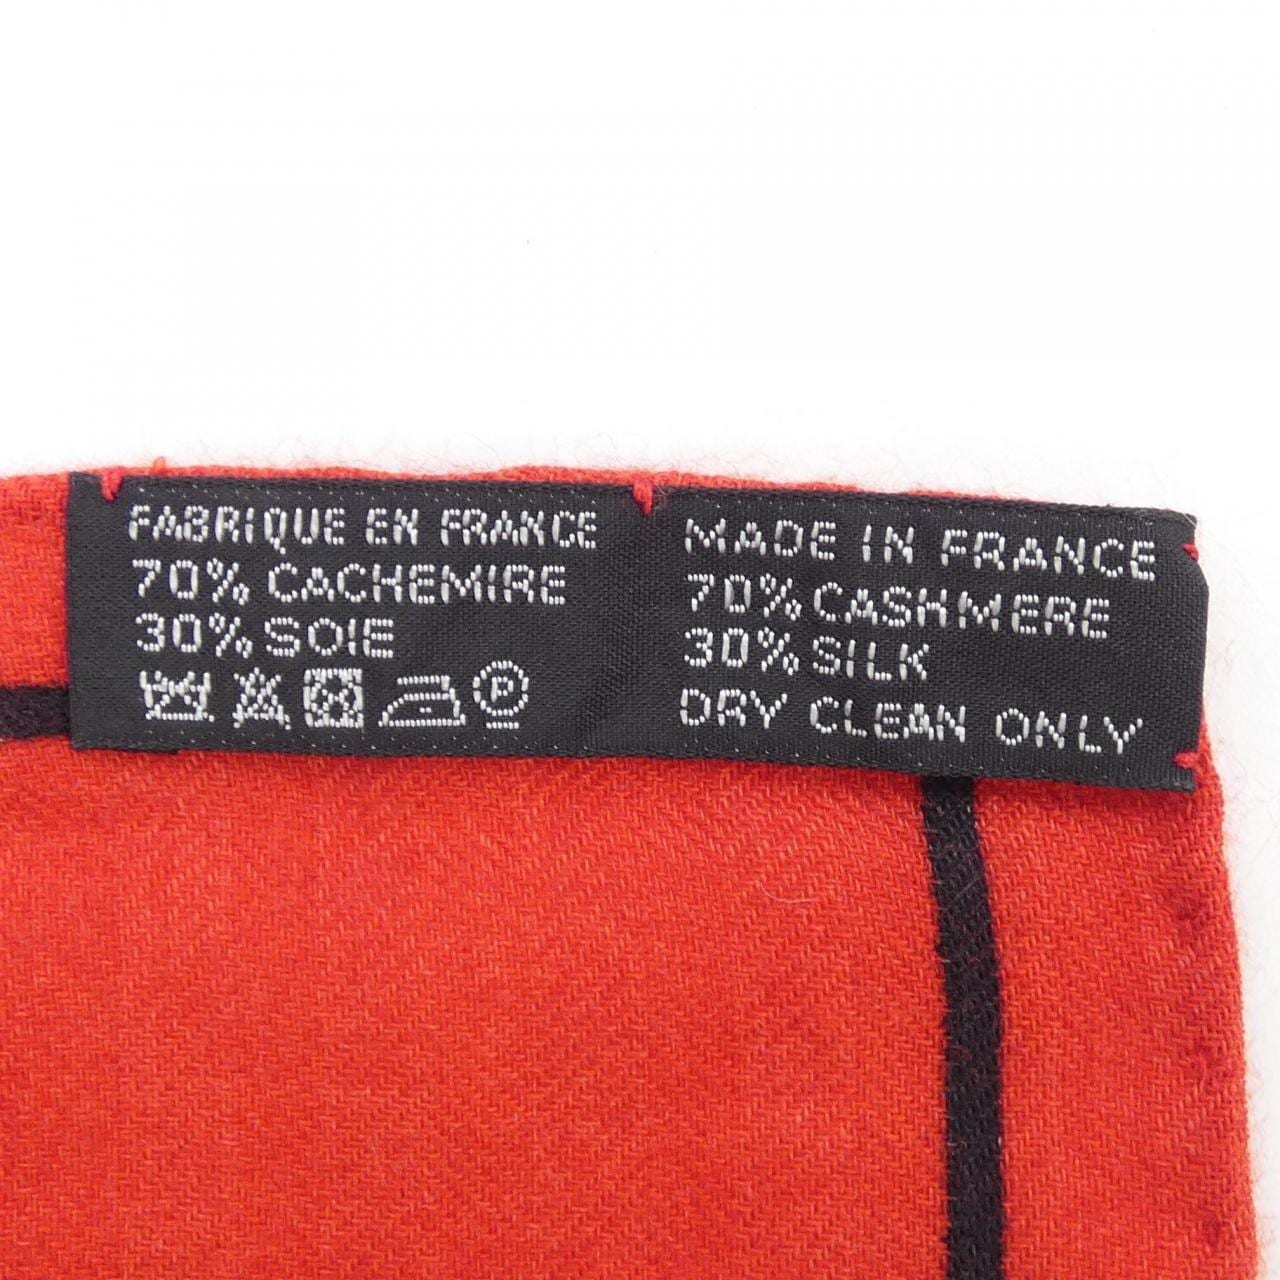 FABRIQUE EN FRANCE
70% CACHEMIRE
30% SOIE
P
MADE IN FRANCE
70% CASHMERE
30% SILK
DRY CLEAN ONLY